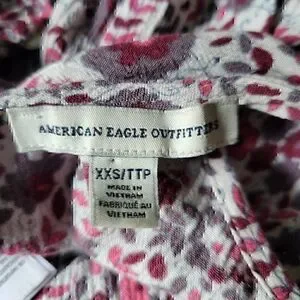 AMERICAN EAGLE OUTFITTERS
XXS/TTP
MADE IN
VIETNAM
FABRIQUÉ AU
VIETNAM